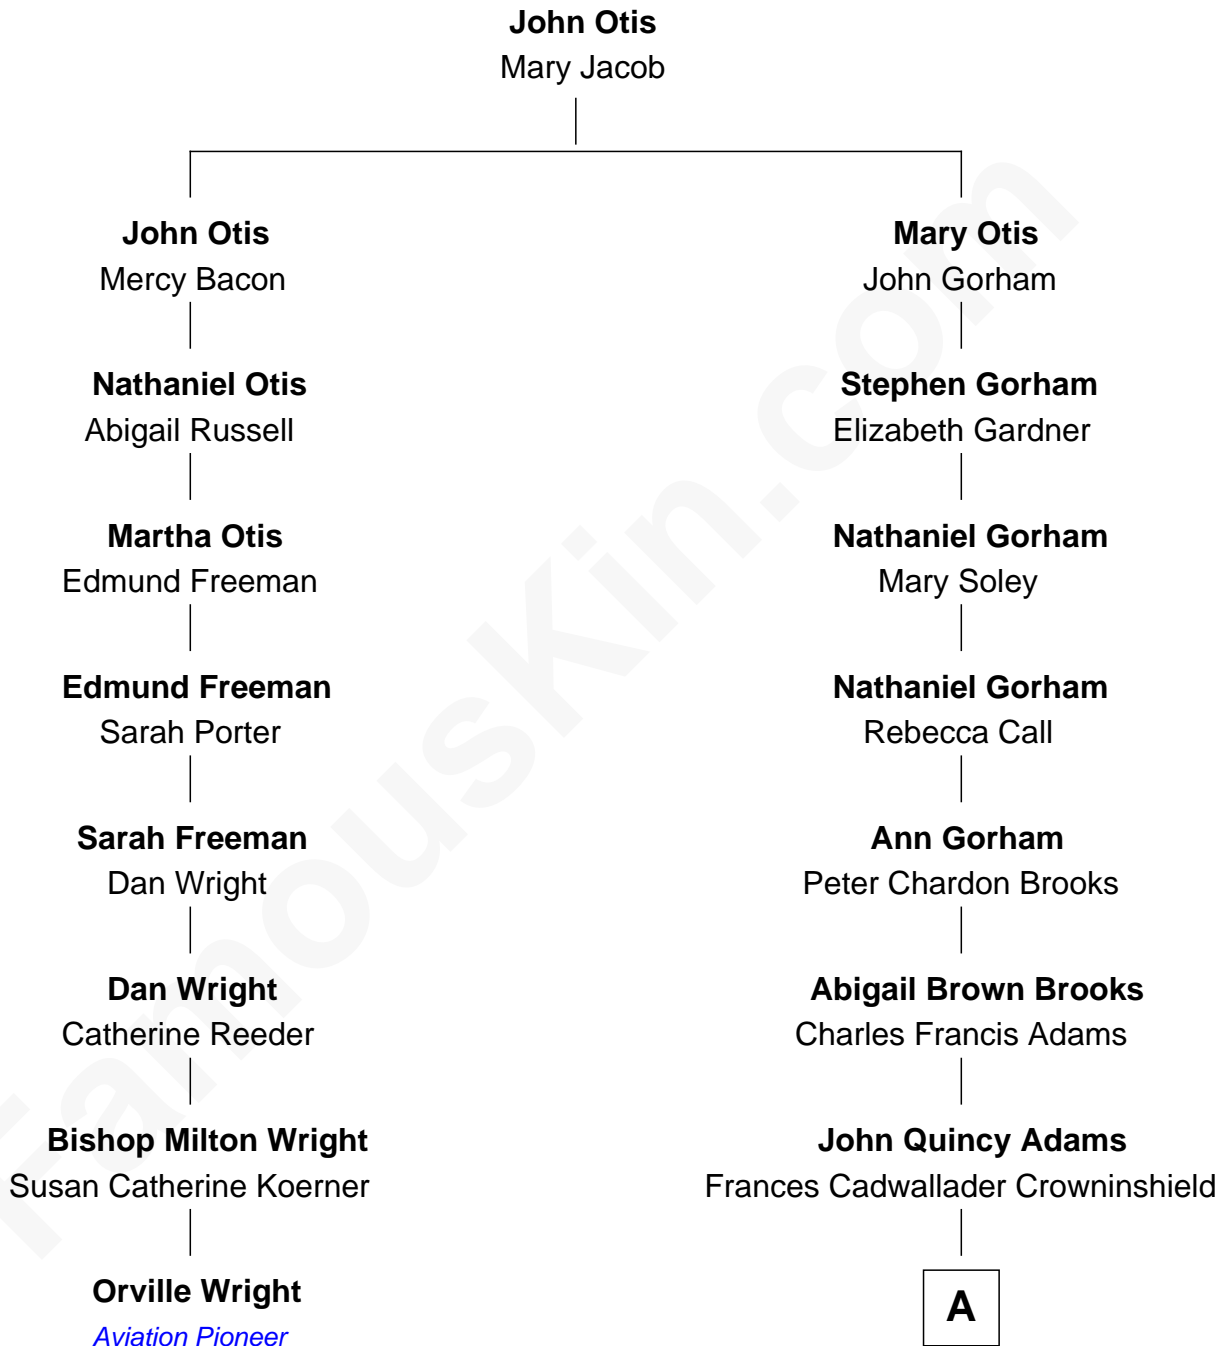 John Otis
Mary Jacob
John Otis
Mercy Bacon
Mary Otis
John Gorham
Nathaniel Otis
Abigail Russell
Stephen Gorham
Elizabeth Gardner
Martha Otis
Edmund Freeman
Nathaniel Gorham
Mary Soley
Edmund Freeman
Sarah Porter
Nathaniel Gorham
Rebecca Call
Sarah Freeman
Dan Wright
Ann Gorham
Peter Chardon Brooks
Dan Wright
Catherine Reeder
Abigail Brown Brooks
Charles Francis Adams
Bishop Milton Wright
Susan Catherine Koerner
John Quincy Adams
Frances Cadwallader Crowninshield
Orville Wright
Aviation Pioneer
A
FamousKin.com